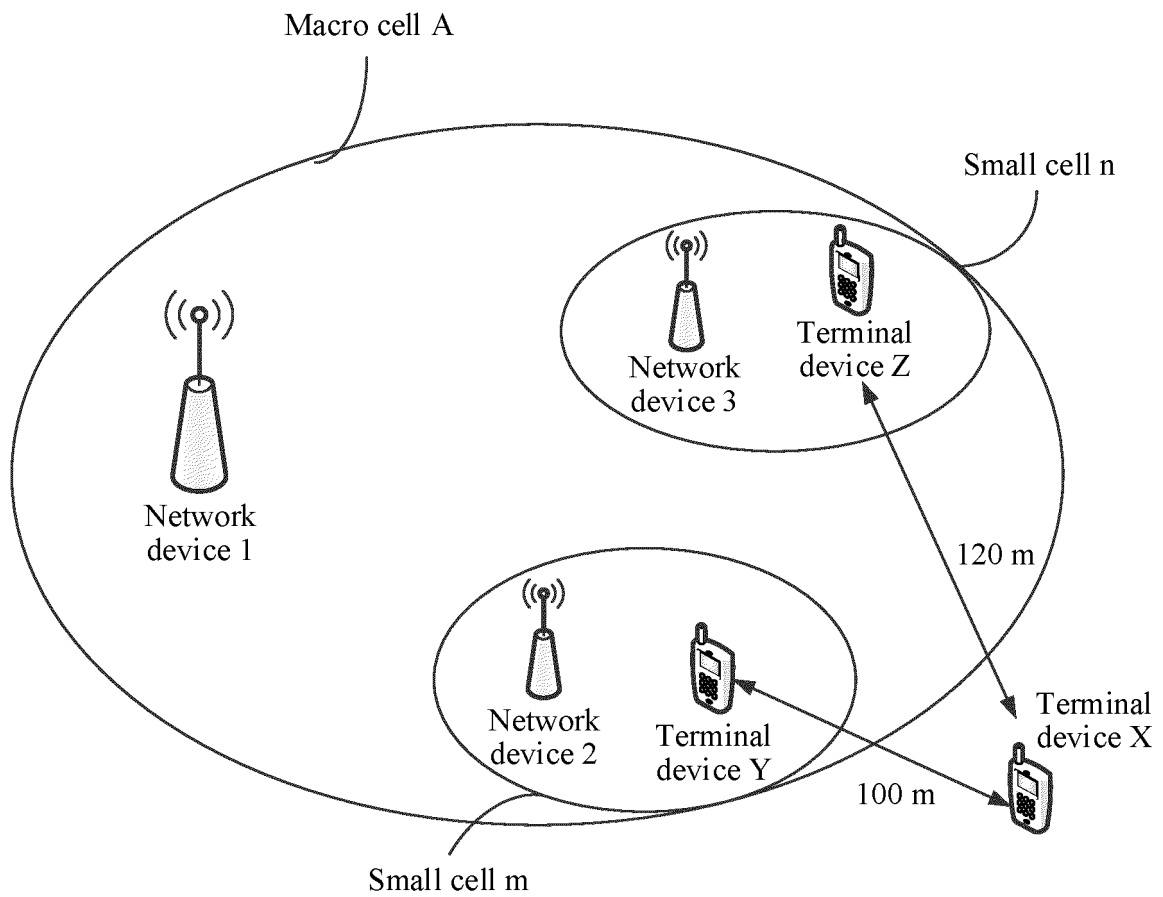 Macro cell A
Small cell n
Terminal
device Z
Network
device 3
Network
device 1
120 m
Terminal
device X
Network
device 2
Terminal
device Y
100 m
Small cell m